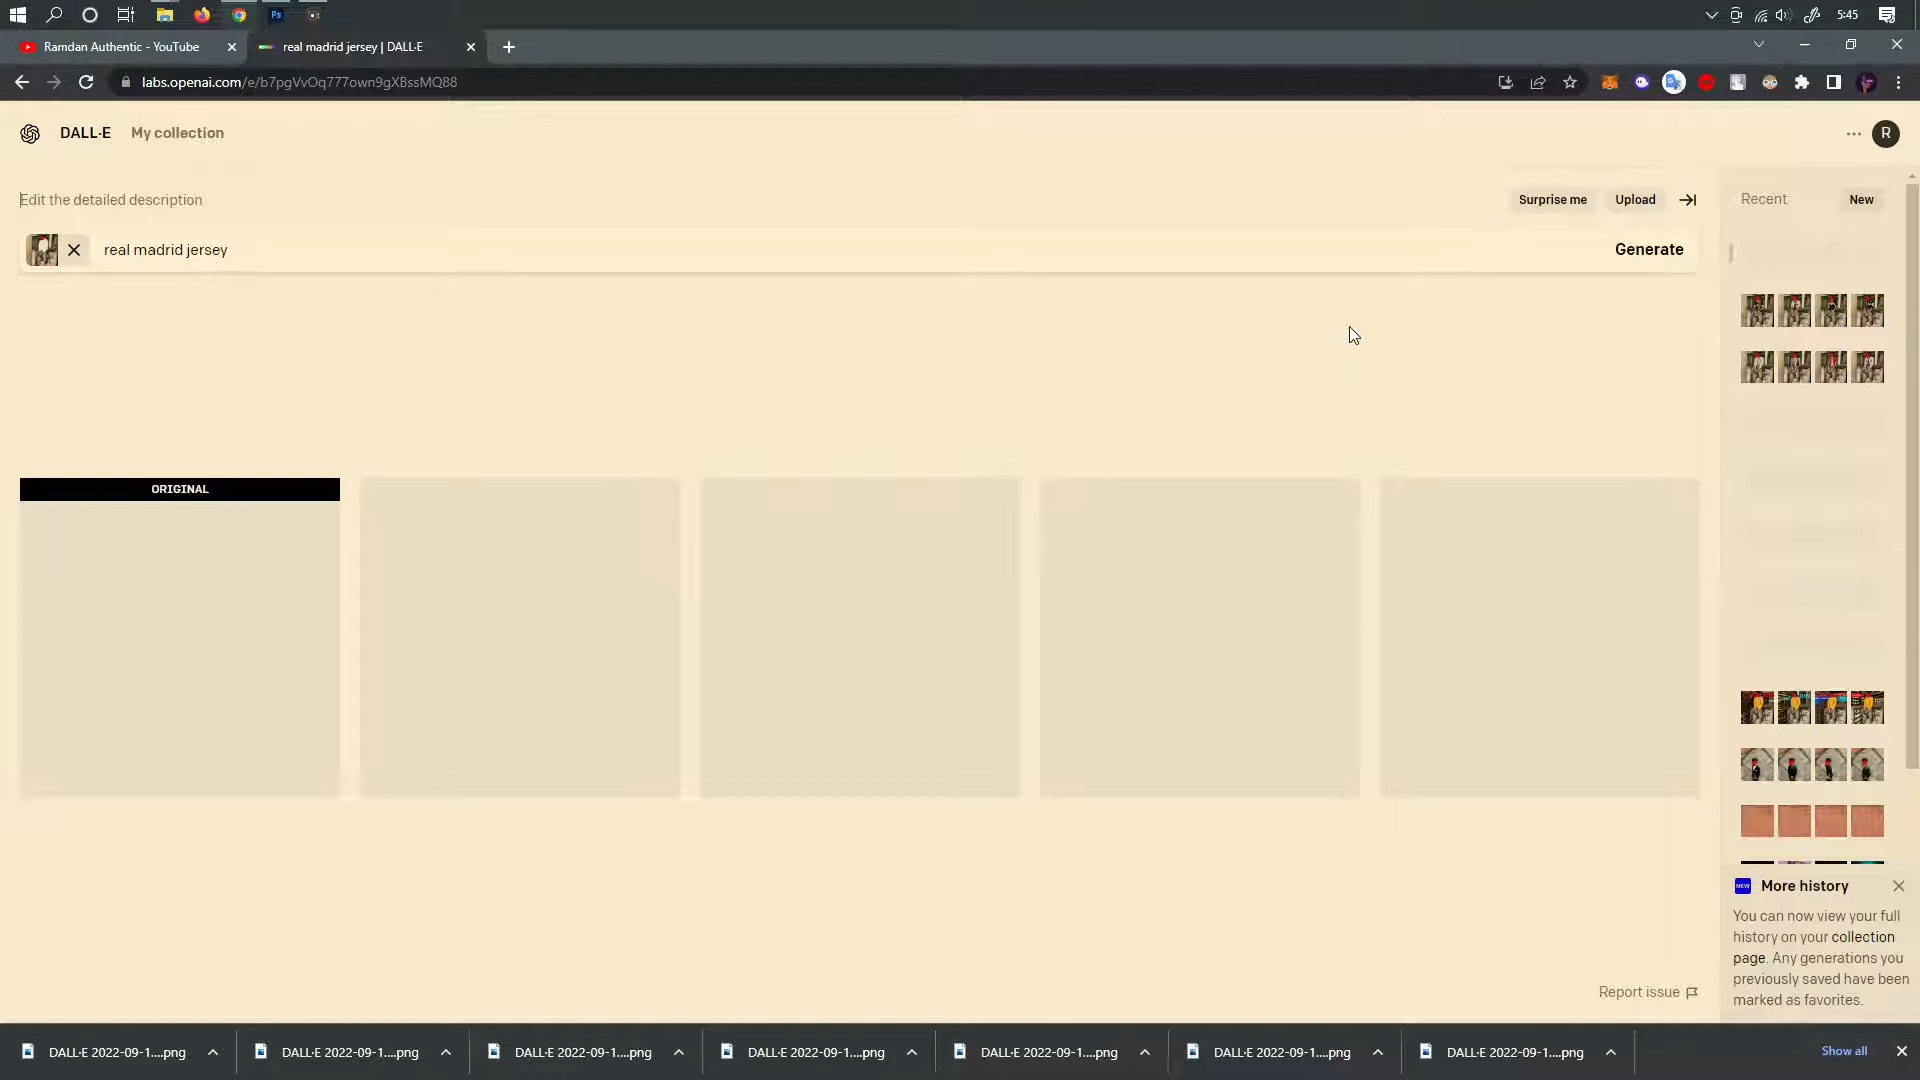 Ps
5:45
Ramdan Authentic - YouTube
real madrid jersey | DALL·E
labs.openai.com/e/b7pgVvOq777own9gXBssMQ88
DALL·E
My collection
R
Edit the detailed description
Surprise me
Upload
Recent
New
real madrid jersey
Generate
ORIGINAL
NEW
More history
You can now view your full
history on your collection
page. Any generations you
previously saved have been
marked as favorites.
Report issue
DALL·E 2022-09-1....png
DALL·E 2022-09-1....png
DALL·E 2022-09-1....png
DALL·E 2022-09-1....png
DALL·E 2022-09-1....png
DALL·E 2022-09-1....png
DALL·E 2022-09-1....png
Show all